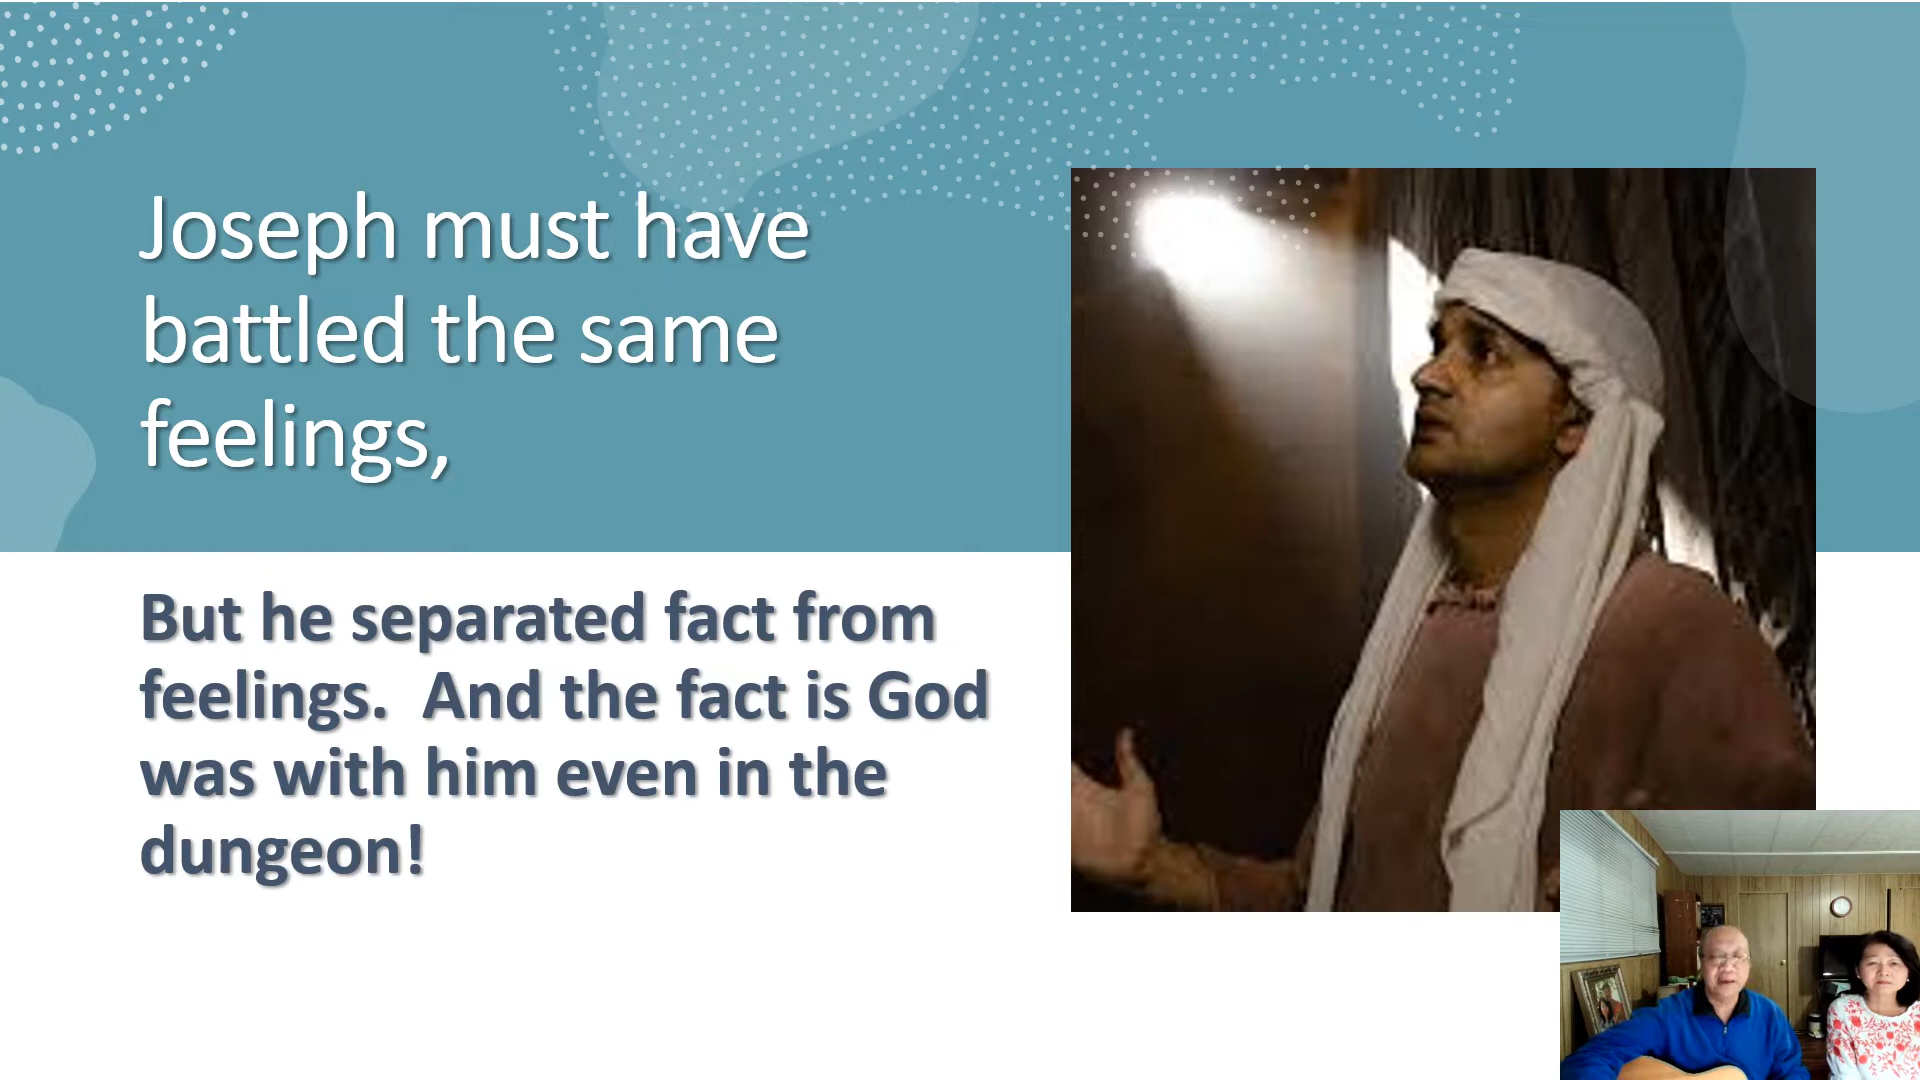 Joseph must have
battled the same
feelings,
But he separated fact from
feelings.  And the fact is God
was with him even in the
dungeon!